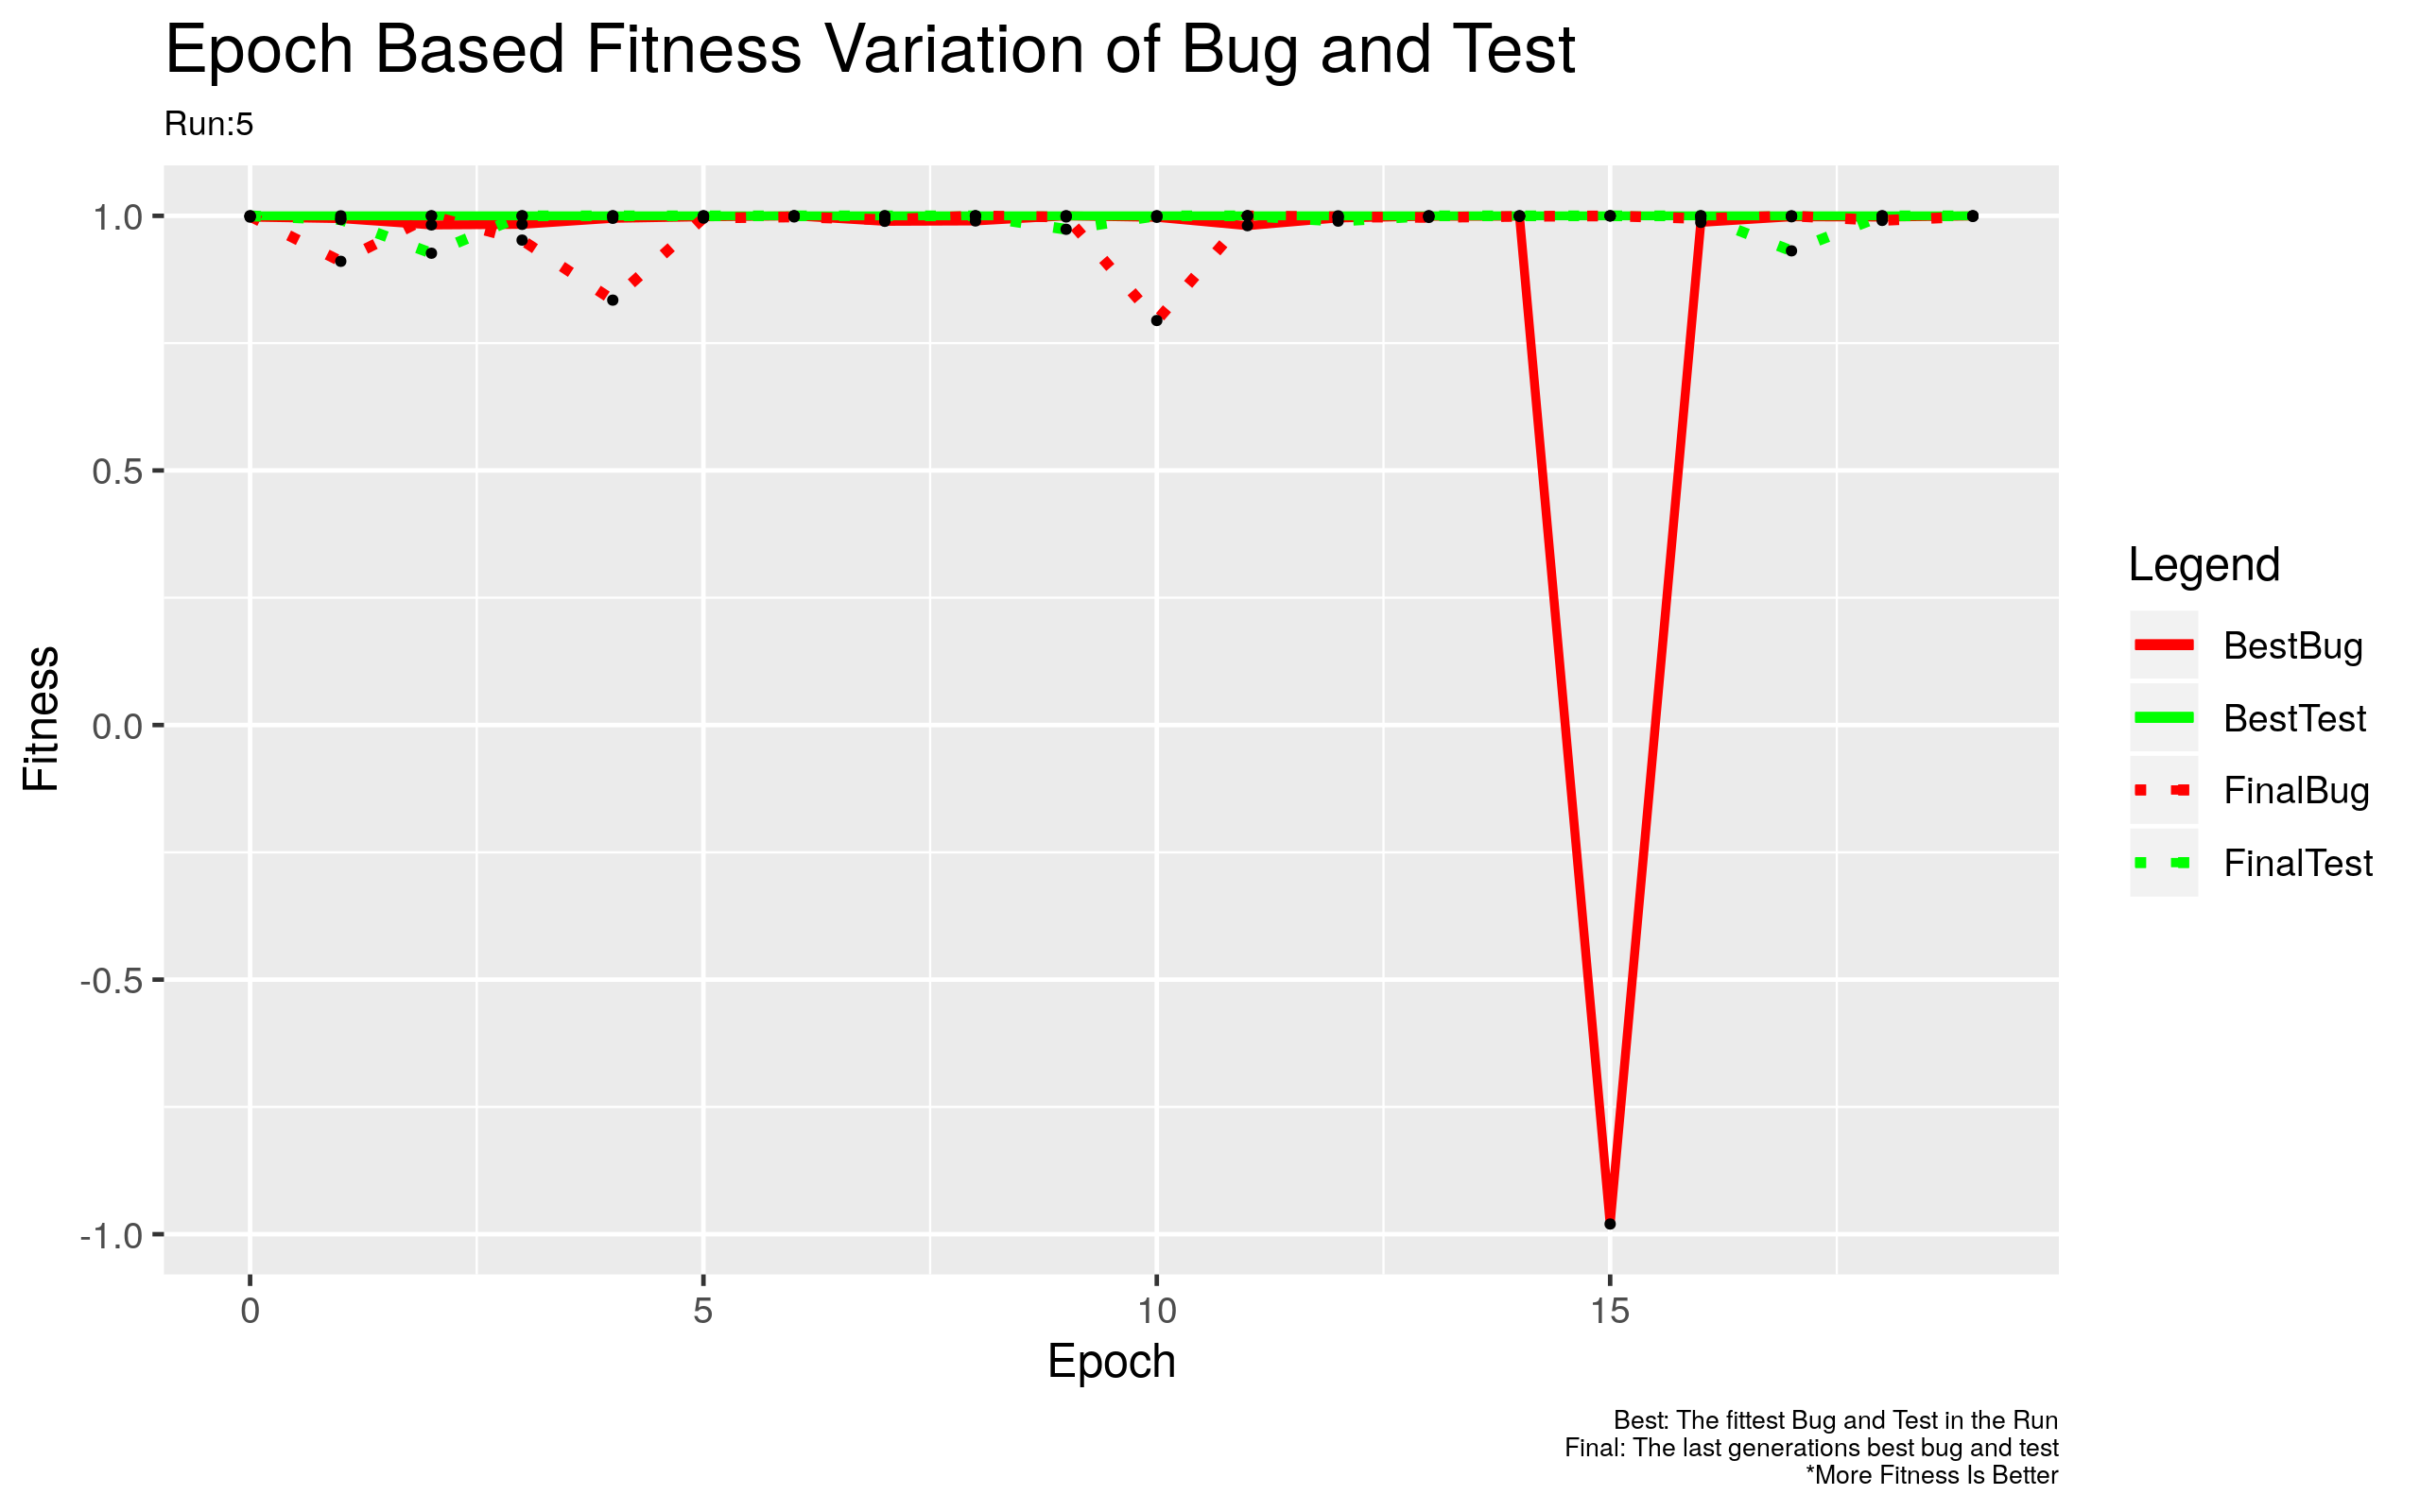 Epoch Based Fitness Variation of Bug and Test
Run:5
1.0
0.5
0.0
-0.5
-1.0
Fitness
0
5
10
15
Epoch
Legend
BestBug
BestTest
FinalBug
FinalTest
Best: The fittest Bug and Test in the Run
Final: The last generations best bug and test
*More Fitness Is Better